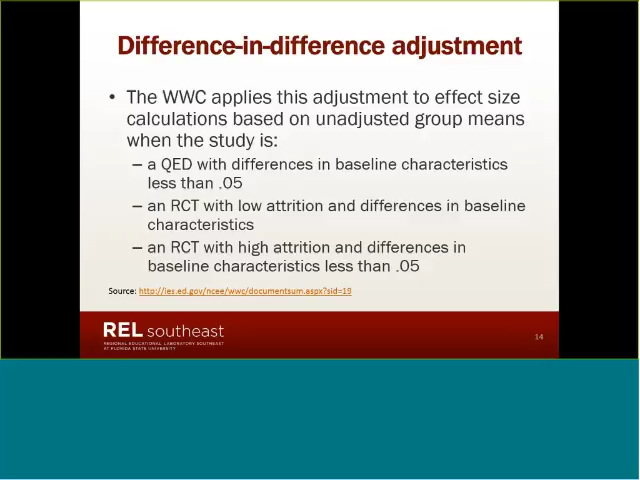 Difference-in-difference adjustment
• The WWC applies this adjustment to effect size
calculations based on unadjusted group means
when the study is:
– a QED with differences in baseline characteristics
less than .05
– an RCT with low attrition and differences in baseline
characteristics
– an RCT with high attrition and differences in
baseline characteristics less than .05
Source: http://ies.ed.gov/ncee/wwc/documentsum.aspx?sid=19
REL southeast
REGIONAL EDUCATIONAL LABORATORY SOUTHEAST
AT FLORIDA STATE UNIVERSITY
14